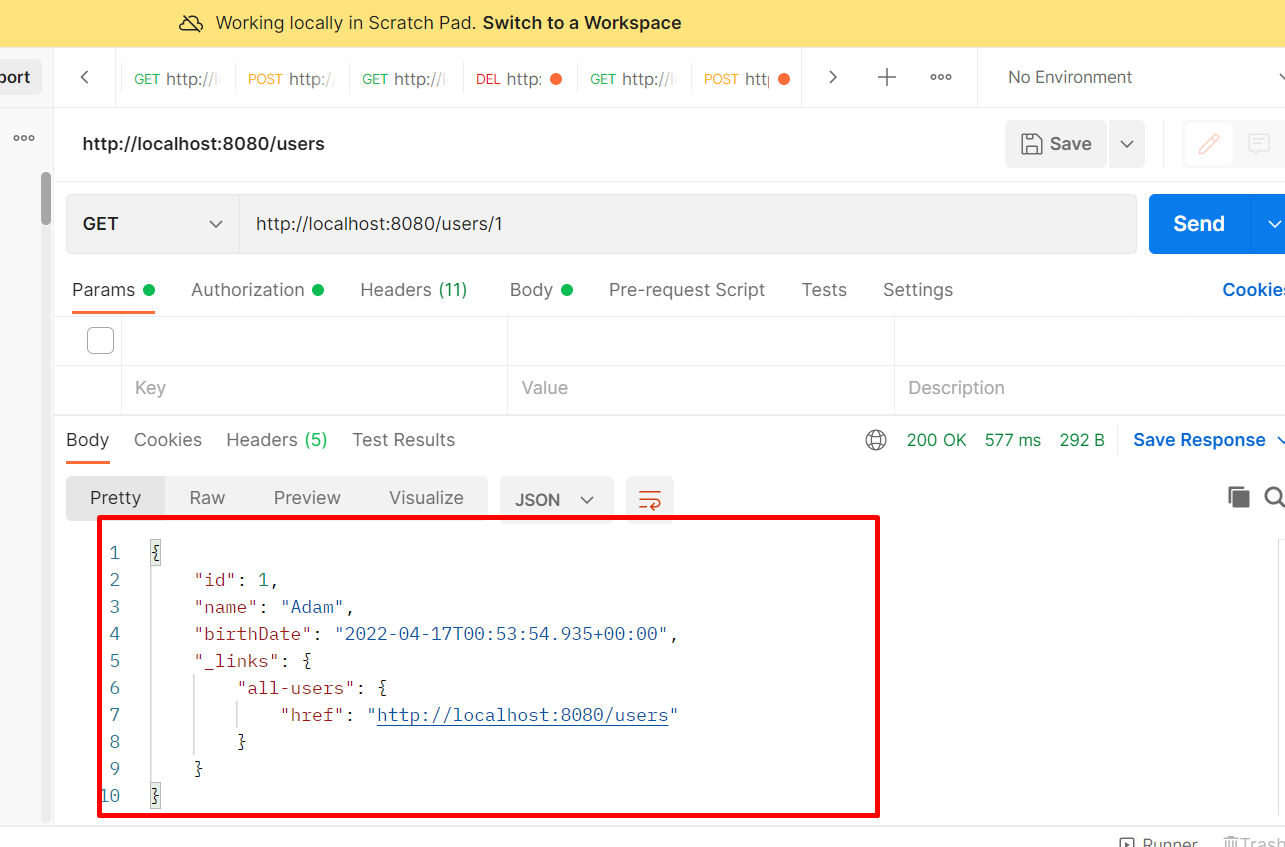 Working locally in Scratch Pad. Switch to a Workspace
port GET http://l POST http:/ GET http://l DEL http: GET http://l POST htt No Environment
http://localhost:8080/users Save
GET http://localhost:8080/users/1 Send
Params Authorization Headers (11) Body Pre-request Script Tests Settings Cookies
Key Value Description
Body Cookies Headers (5) Test Results 200 OK 577 ms 292 B Save Response
Pretty Raw Preview Visualize JSON
1 {
2 "id": 1,
3 "name": "Adam",
4 "birthDate": "2022-04-17T00:53:54.935+00:00",
5 "_links": {
6 "all-users": {
7 "href": "http://localhost:8080/users"
8 }
9 }
10 }
Runner Trash